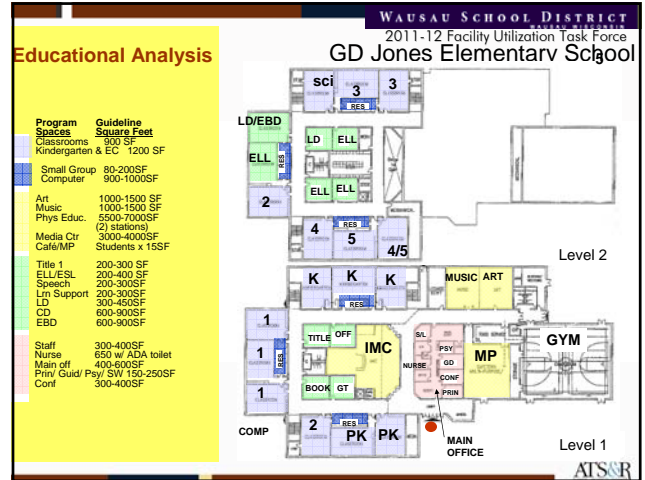 WAUSAU SCHOOL DISTRICT
WAUSAU WISCONSIN
2011-12 Facility Utilization Task Force
GD Jones Elementary School
Educational Analysis
Program Guideline
Spaces Square Feet
Classrooms 900 SF
Kindergarten & EC 1200 SF
Small Group 80-200SF
Computer 900-1000SF
Art 1000-1500 SF
Music 1000-1500 SF
Phys Educ. 5500-7000SF
(2) stations)
Media Ctr 3000-4000SF
Café/MP Students x 15SF
Title 1 200-300 SF
ELL/ESL 200-400 SF
Speech 200-300SF
Lrn Support 200-300SF
LD 300-450SF
CD 600-900SF
EBD 600-900SF
Staff 300-400SF
Nurse 650 w/ ADA toilet
Main off 400-600SF
Prin/ Guid/ Psy/ SW 150-250SF
Conf 300-400SF
sci 3 3
RES
LD/EBD
LD ELL
ELL RES
ELL ELL
2
RES
4 5 4/5
Level 2
K K K
RES
MUSIC ART
1
TITLE OFF
IMC
S/L
PSY
MP
GYM
1 RES
NURSE
GD
CONF
BOOK GT
PRIN
1
COMP
2 RES PK PK
MAIN
OFFICE
Level 1
ATS&R